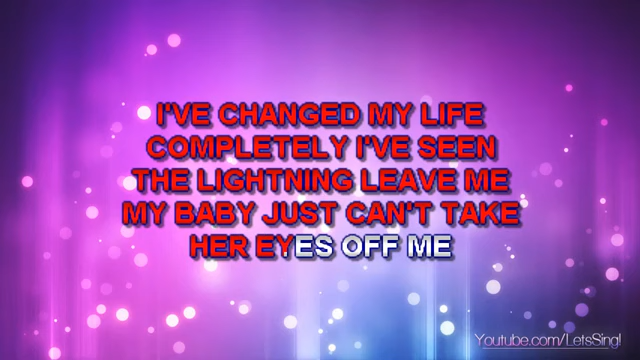 I'VE CHANGED MY LIFE
COMPLETELY I'VE SEEN
THE LIGHTNING LEAVE ME
MY BABY JUST CAN'T TAKE
HER EYES OFF ME
Youtube.com/LetsSing!